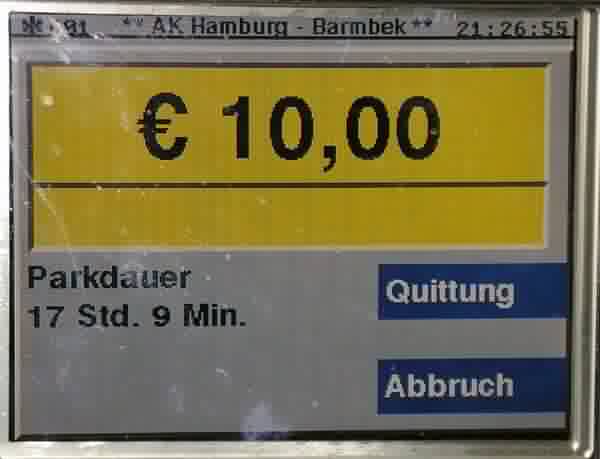 ** AK Hamburg - Barmbek ** 21:26:55
€ 10,00
Parkdauer
17 Std. 9 Min.
Quittung
Abbruch